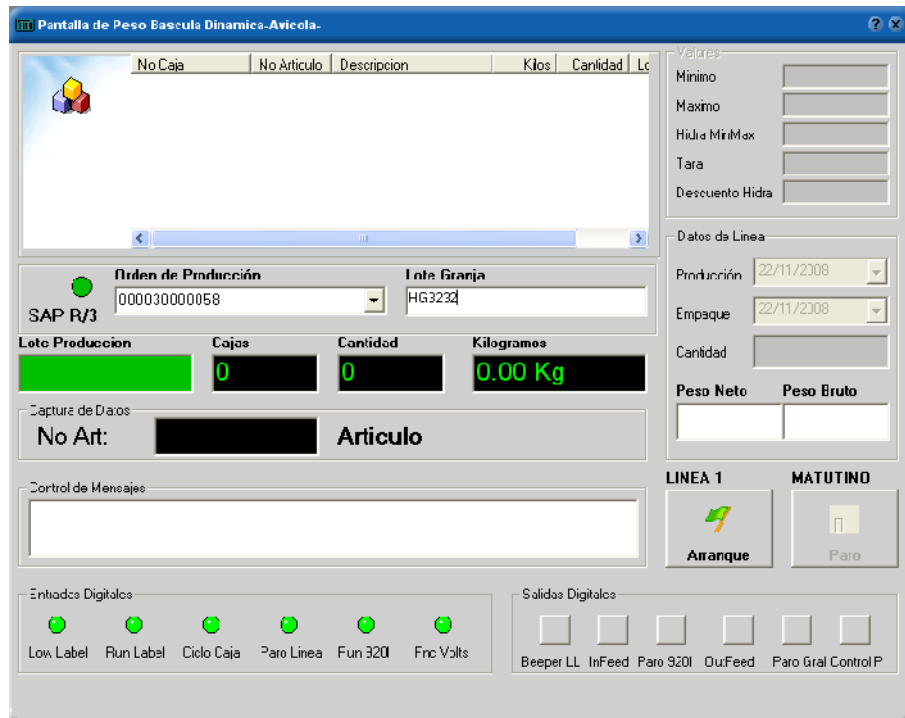 Pantalla de Peso Bascula Dinamica-Avicola-
No Caja No Articulo Descripcion Kilos Cantidad Lo
Valores
Minimo
Maximo
Hidra MinMax
Tara
Descuento Hidra
Datos de Linea
Producción 22/11/2008
Empaque 22/11/2008
Cantidad
Peso Neto Peso Bruto
SAP R/3
Orden de Producción Lote Granja
000030000058 HG3232
Lote Produccion Cajas Cantidad Kilogramos
0 0 0.00 Kg
Captura de Datos
No Art: Articulo
Control de Mensajes
LINEA 1 MATUTINO
Arranque Paro
Entradas Digitales
Low Label Run Label Ciclo Caja Paro Linea Fun 920I Enc Volts
Salidas Digitales
Beeper LL InFeed Paro 920I OutFeed Paro Gral Control P